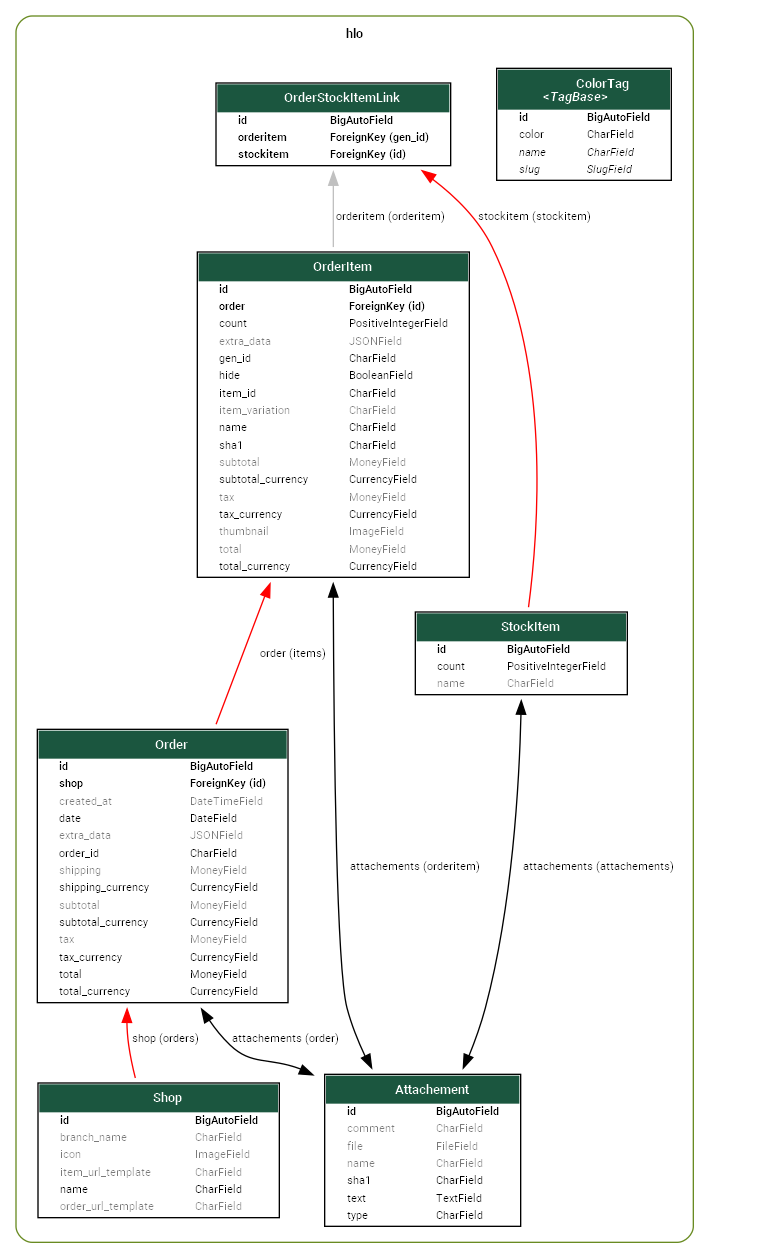 hlo
OrderStockItemLink
id BigAutoField
orderitem ForeignKey (gen_id)
stockitem ForeignKey (id)
ColorTag
<TagBase>
id BigAutoField
color CharField
name CharField
slug SlugField
orderitem (orderitem)
stockitem (stockitem)
OrderItem
id BigAutoField
order ForeignKey (id)
count PositiveIntegerField
extra_data JSONField
gen_id CharField
hide BooleanField
item_id CharField
item_variation CharField
name CharField
sha1 CharField
subtotal MoneyField
subtotal_currency CurrencyField
tax MoneyField
tax_currency CurrencyField
thumbnail ImageField
total MoneyField
total_currency CurrencyField
StockItem
id BigAutoField
count PositiveIntegerField
name CharField
order (items)
Order
id BigAutoField
shop ForeignKey (id)
created_at DateTimeField
date DateField
extra_data JSONField
order_id CharField
shipping MoneyField
shipping_currency CurrencyField
subtotal MoneyField
subtotal_currency CurrencyField
tax MoneyField
tax_currency CurrencyField
total MoneyField
total_currency CurrencyField
attachements (orderitem)
attachements (attachements)
shop (orders)
attachements (order)
Shop
id BigAutoField
branch_name CharField
icon ImageField
item_url_template CharField
name CharField
order_url_template CharField
Attachement
id BigAutoField
comment CharField
file FileField
name CharField
sha1 CharField
text TextField
type CharField